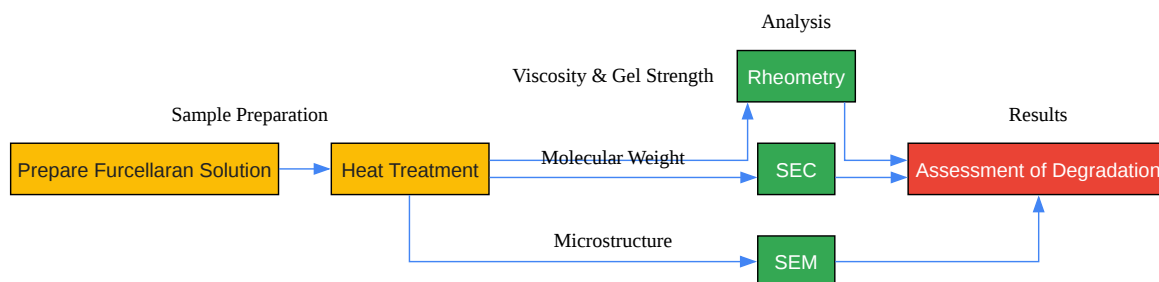 Analysis
Viscosity & Gel Strength
Rheometry
Sample Preparation
Results
Prepare Furcellaran Solution
Heat Treatment
Molecular Weight
SEC
Assessment of Degradation
Microstructure
SEM